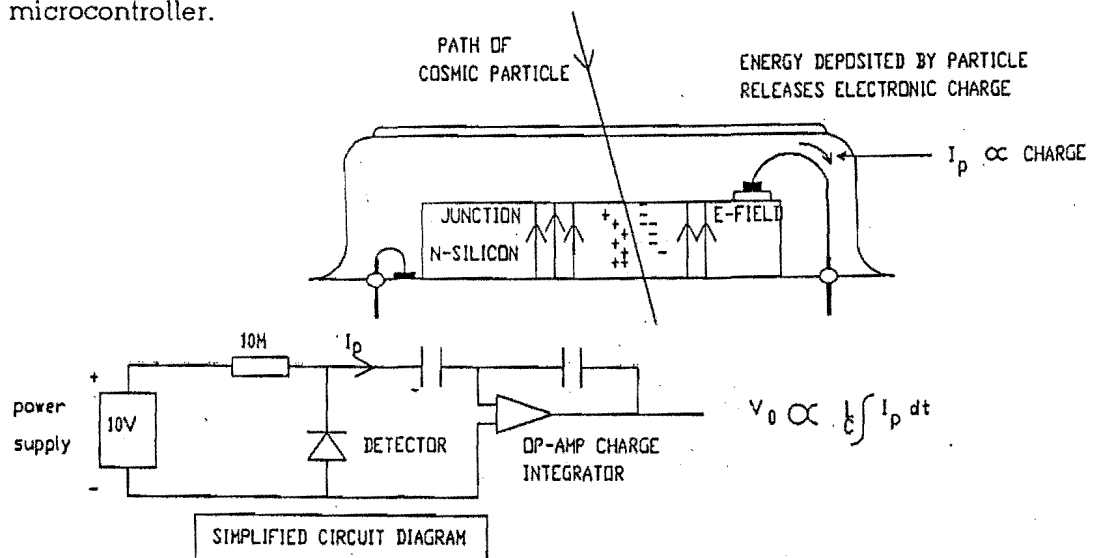 microcontroller.
PATH OF
COSMIC PARTICLE
ENERGY DEPOSITED BY PARTICLE
RELEASES ELECTRONIC CHARGE
I_p ∝ CHARGE
JUNCTION
E-FIELD
N-SILICON
10M
I_p
+
power
supply
10V
-
-
DETECTOR
OP-AMP CHARGE
INTEGRATOR
V_0 ∝ 1/C ∫ I_p dt
SIMPLIFIED CIRCUIT DIAGRAM